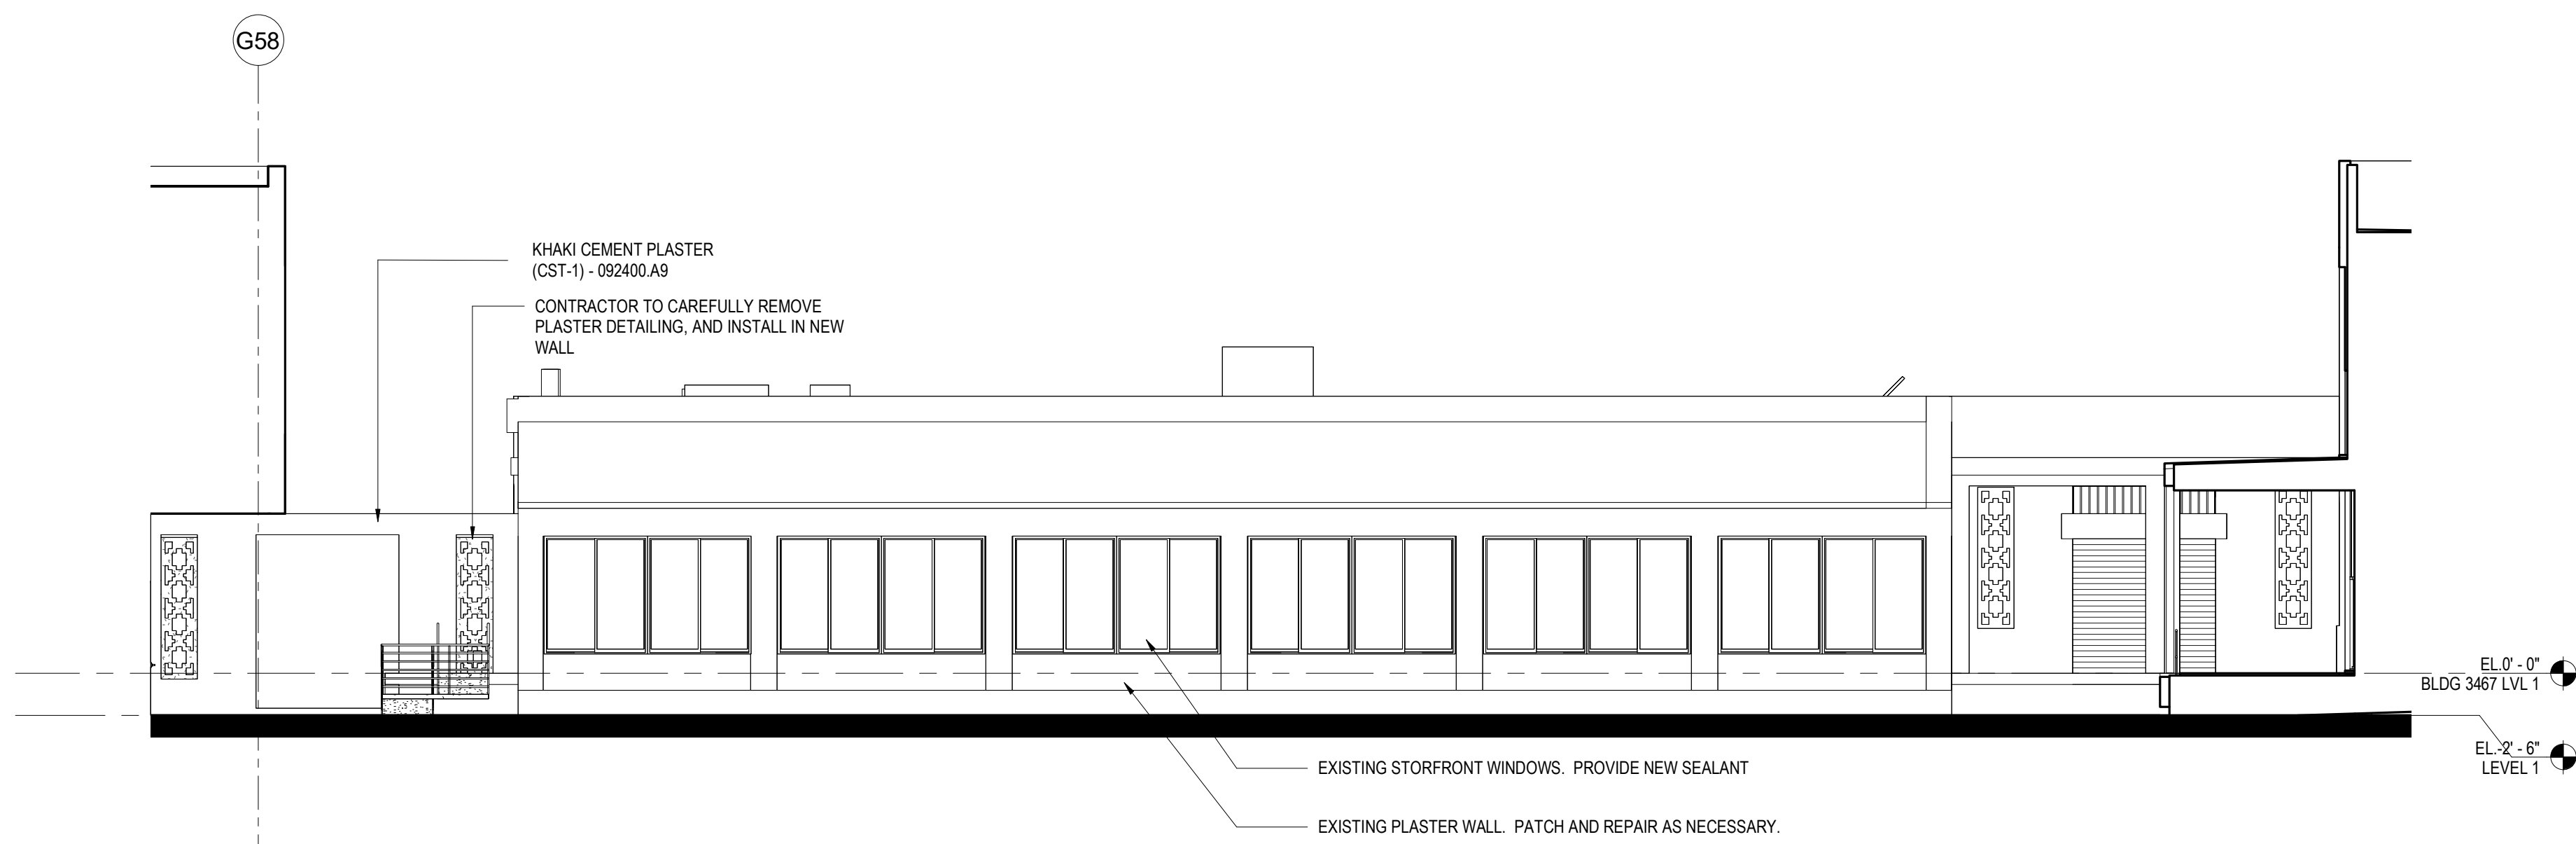 G58
KHAKI CEMENT PLASTER
(CST-1) - 092400.A9
CONTRACTOR TO CAREFULLY REMOVE
PLASTER DETAILING, AND INSTALL IN NEW
WALL
EL.0' - 0"
BLDG 3467 LVL 1
EL.-2' - 6"
LEVEL 1
EXISTING STORFRONT WINDOWS.  PROVIDE NEW SEALANT
EXISTING PLASTER WALL.  PATCH AND REPAIR AS NECESSARY.